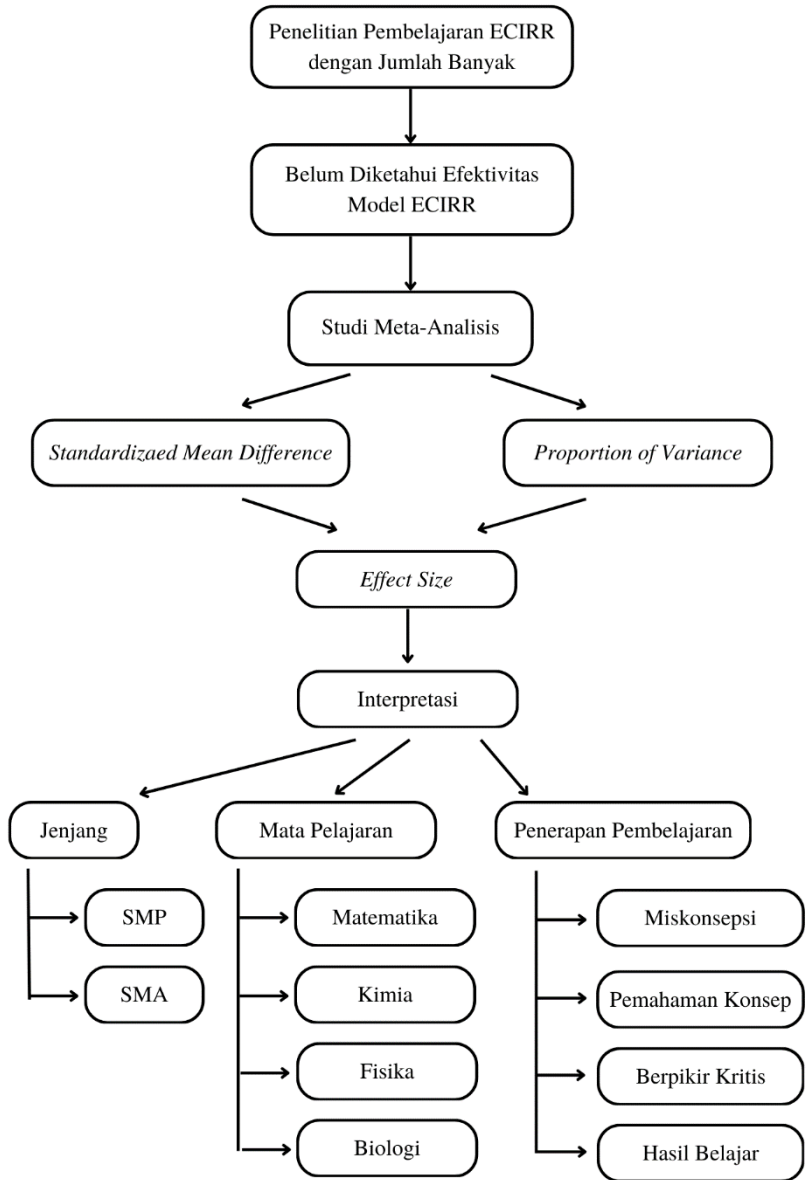 Penelitian Pembelajaran ECIRR
dengan Jumlah Banyak
Belum Diketahui Efektivitas
Model ECIRR
Studi Meta-Analisis
Standardizaed Mean Difference
Proportion of Variance
Effect Size
Interpretasi
Jenjang
Mata Pelajaran
Penerapan Pembelajaran
SMP
SMA
Matematika
Kimia
Fisika
Biologi
Miskonsepsi
Pemahaman Konsep
Berpikir Kritis
Hasil Belajar